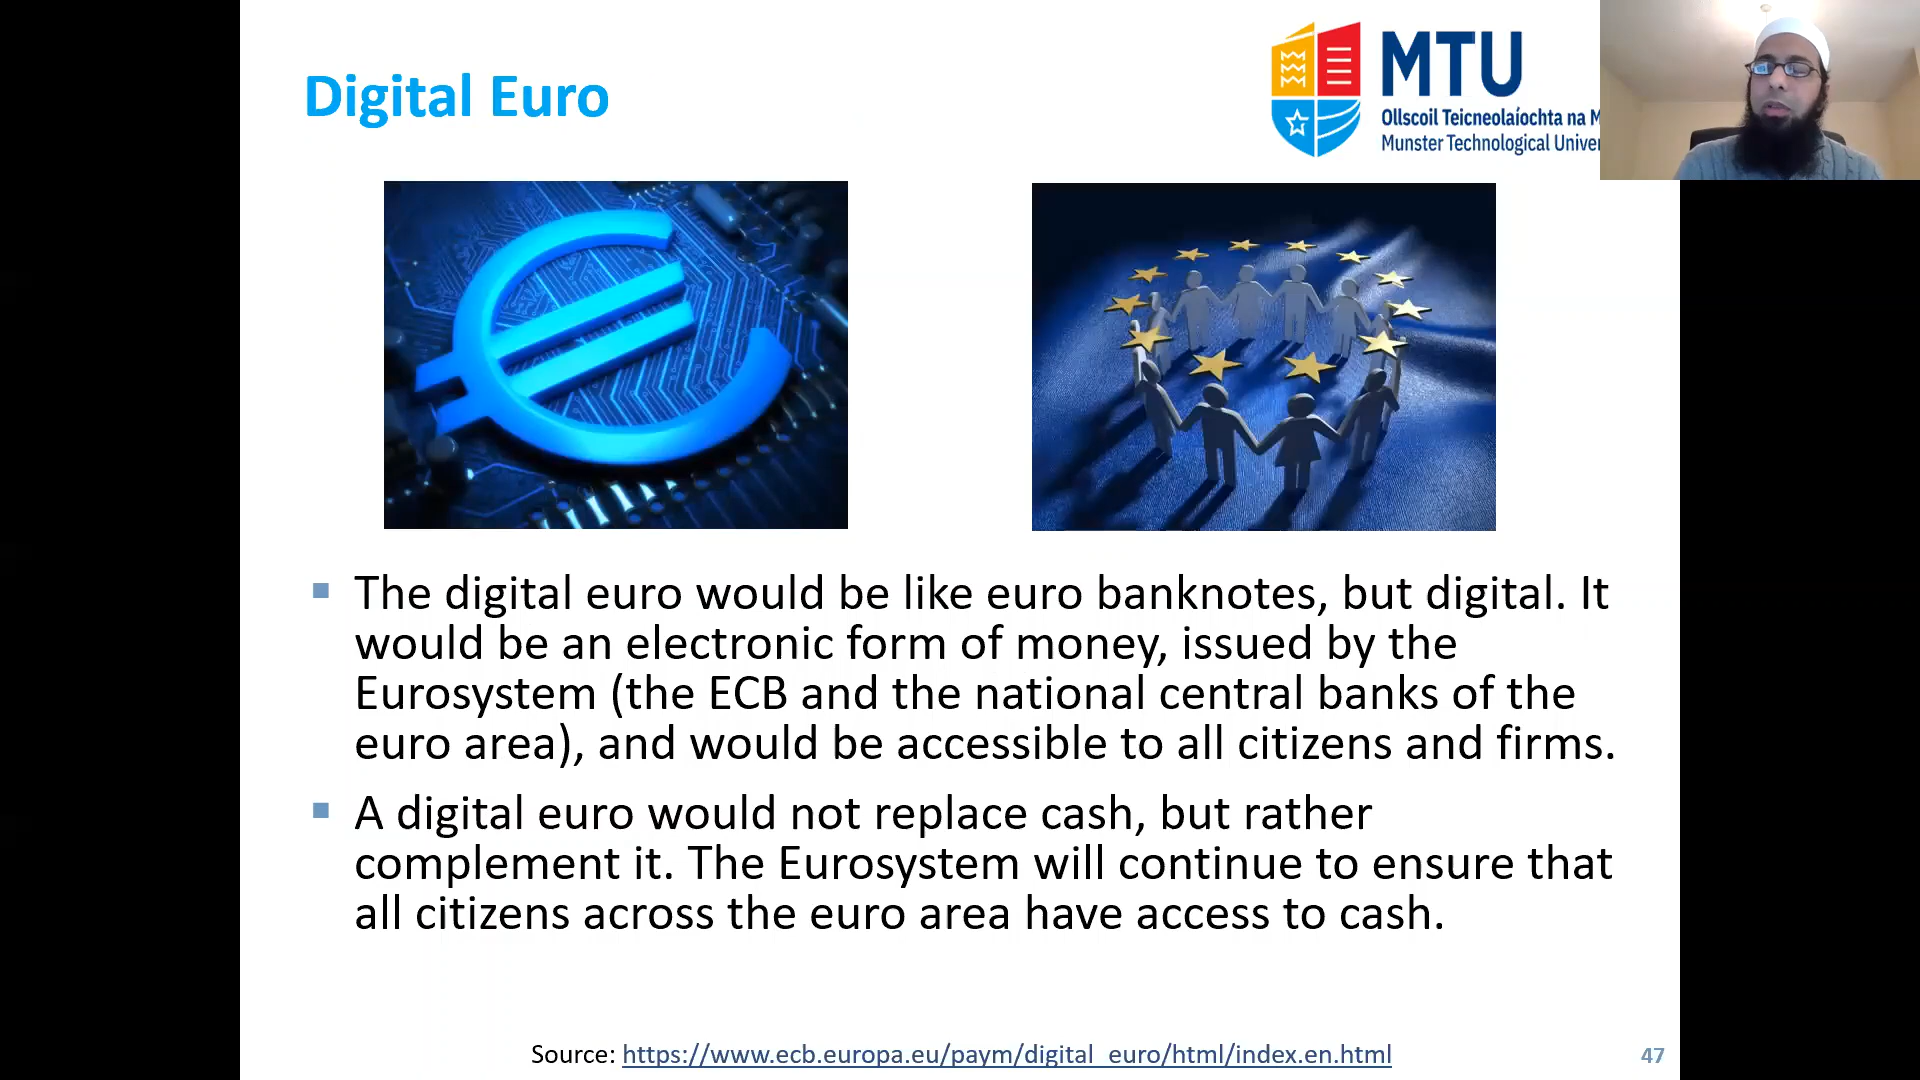 Digital Euro
MTU
Ollscoil Teicneolaíochta na
Munster Technological
The digital euro would be like euro banknotes, but digital. It
would be an electronic form of money, issued by the
Eurosystem (the ECB and the national central banks of the
euro area), and would be accessible to all citizens and firms.
A digital euro would not replace cash, but rather
complement it. The Eurosystem will continue to ensure that
all citizens across the euro area have access to cash.
Source: https://www.ecb.europa.eu/paym/digital_euro/html/index.en.html
47